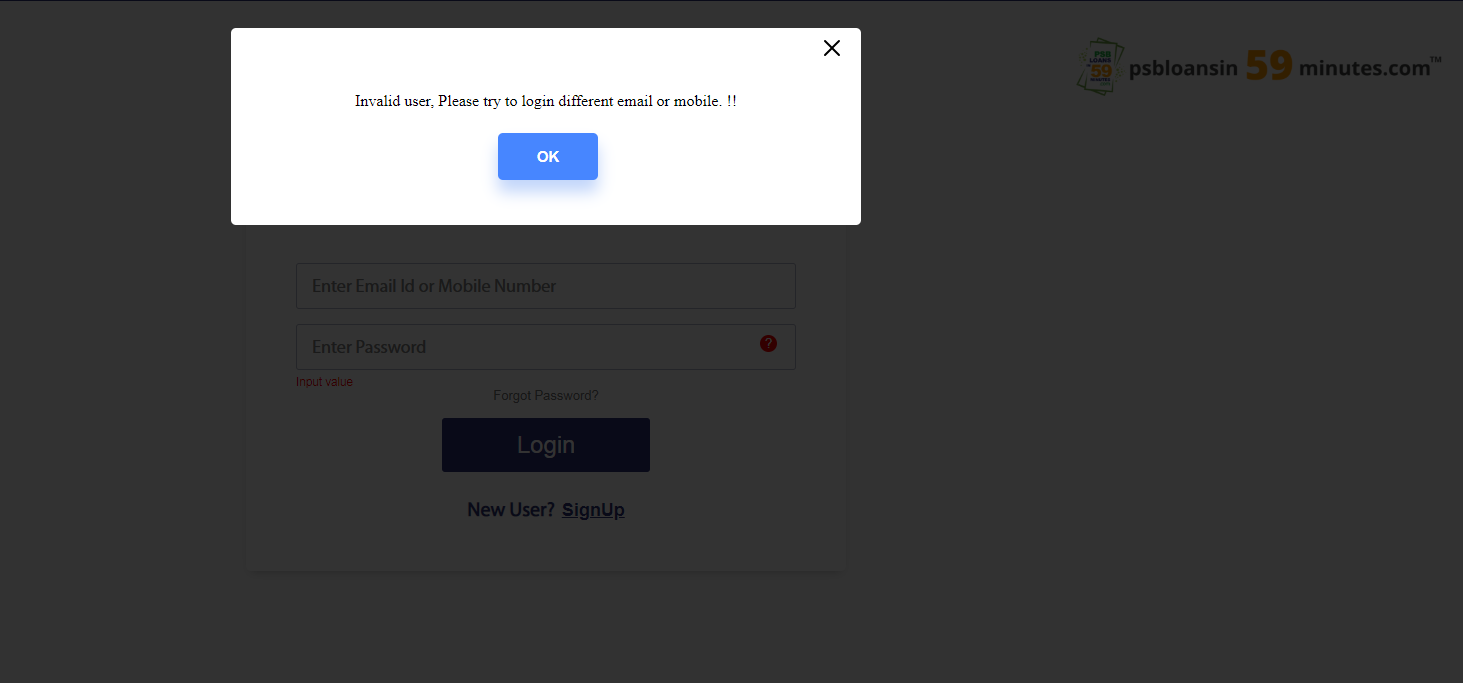 Invalid user, Please try to login different email or mobile. !!
OK
PSB
LOANS
IN
59
MINUTES
psbloansin 59 minutes.com™
Enter Email Id or Mobile Number
Enter Password
?
Input value
Forgot Password?
Login
New User? SignUp